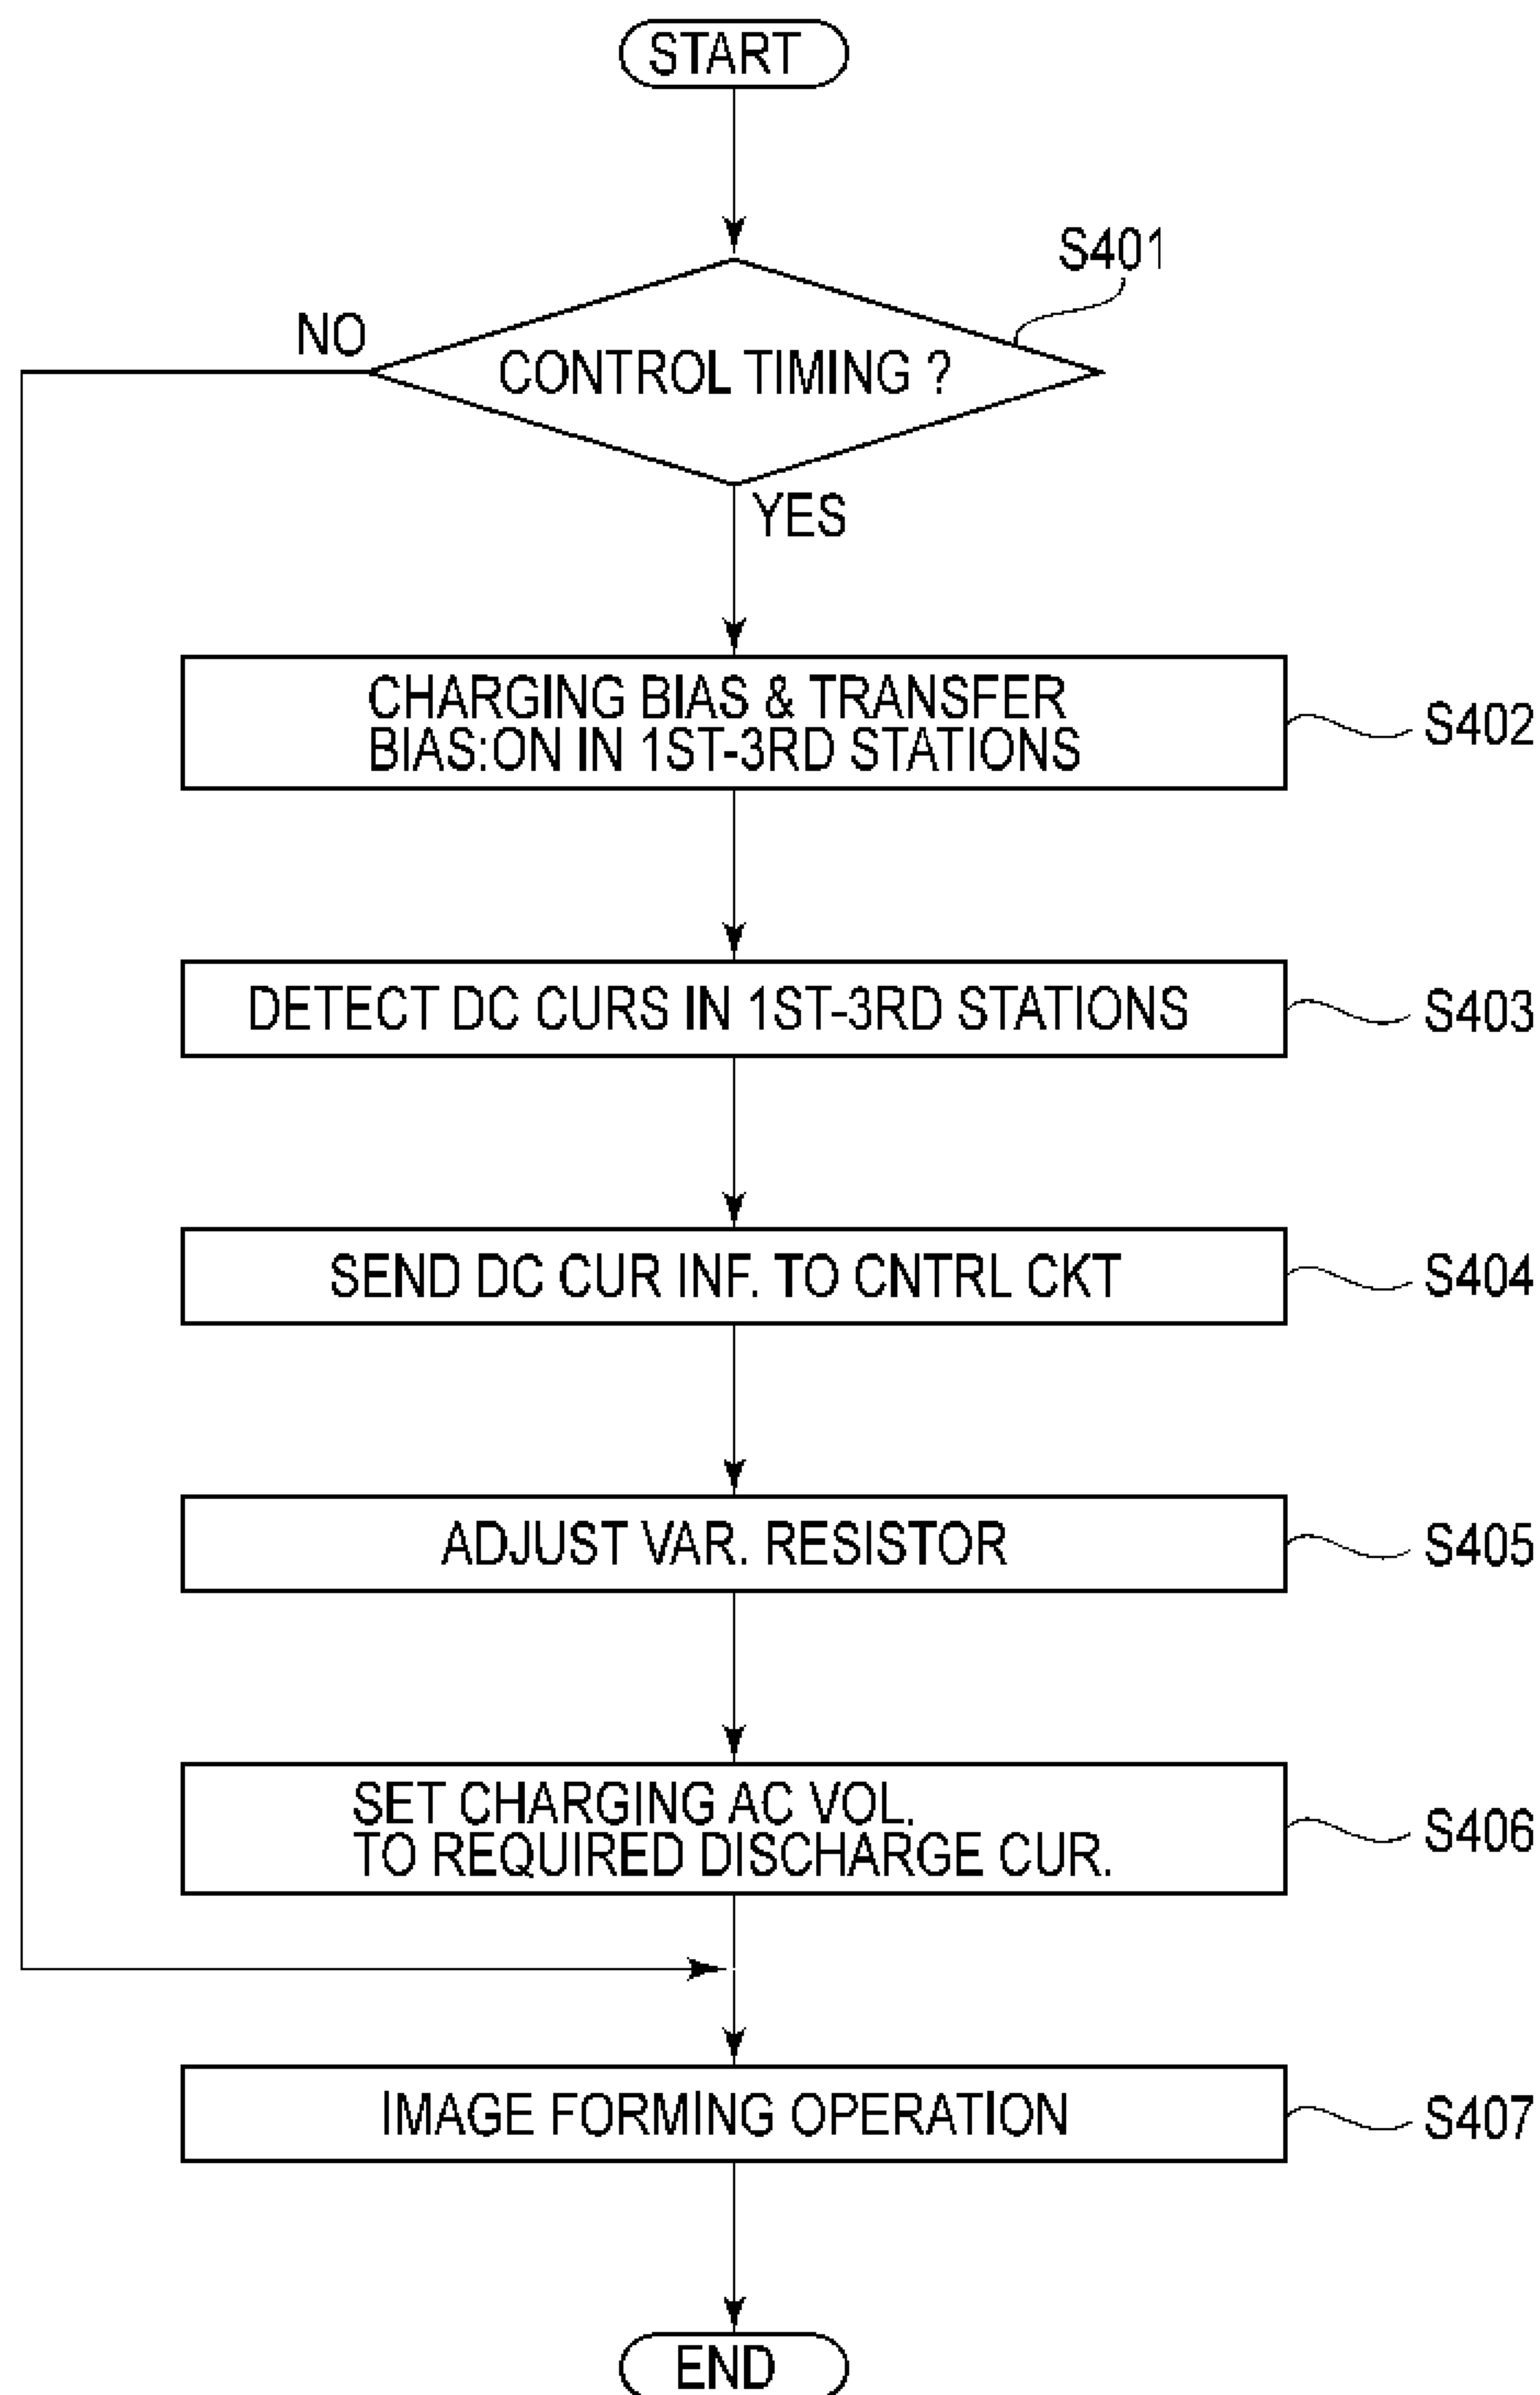 START
S401
NO
CONTROL TIMING ?
YES
CHARGING BIAS & TRANSFER
BIAS:ON IN 1ST-3RD STATIONS
S402
DETECT DC CURS IN 1ST-3RD STATIONS
S403
SEND DC CUR INF. TO CNTRL CKT
S404
ADJUST VAR. RESISTOR
S405
SET CHARGING AC VOL.
TO REQUIRED DISCHARGE CUR.
S406
IMAGE FORMING OPERATION
S407
END